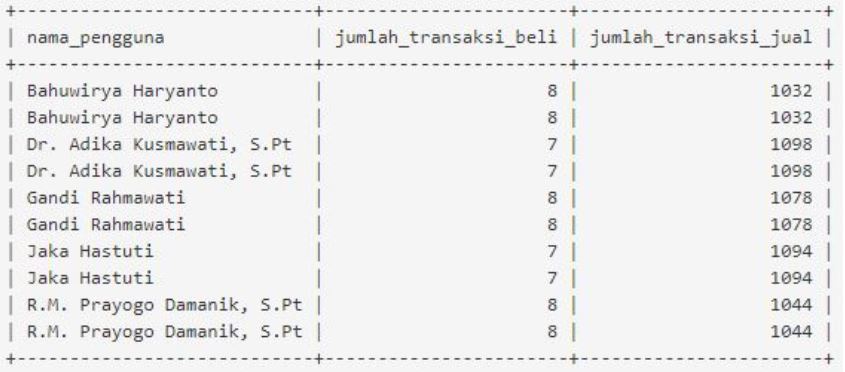 | nama_pengguna | jumlah_transaksi_beli | jumlah_transaksi_jual |
| Bahuwirya Haryanto | 8 | 1032 |
| Bahuwirya Haryanto | 8 | 1032 |
| Dr. Adika Kusmawati, S.Pt | 7 | 1098 |
| Dr. Adika Kusmawati, S.Pt | 7 | 1098 |
| Gandi Rahmawati | 8 | 1078 |
| Gandi Rahmawati | 8 | 1078 |
| Jaka Hastuti | 7 | 1094 |
| Jaka Hastuti | 7 | 1094 |
| R.M. Prayogo Damanik, S.Pt | 8 | 1044 |
| R.M. Prayogo Damanik, S.Pt | 8 | 1044 |